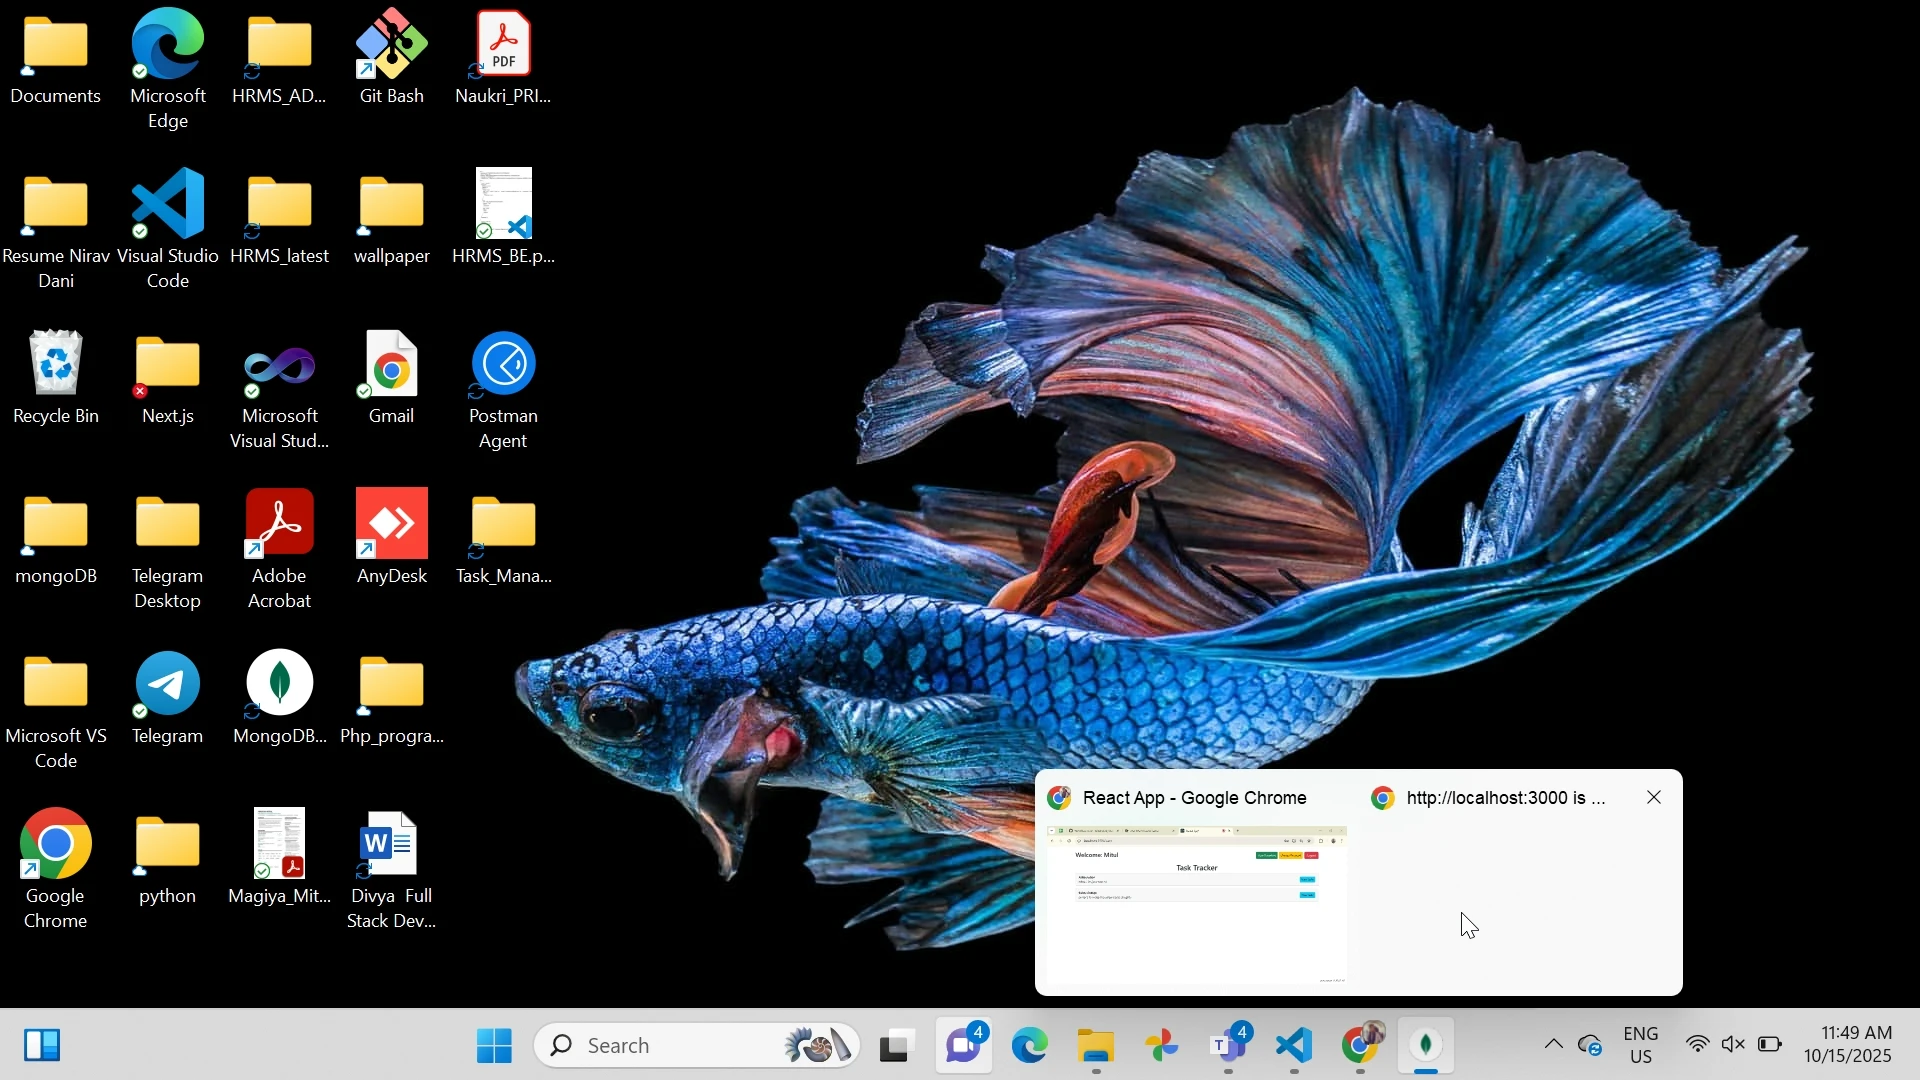 Documents
Microsoft
Edge
HRMS_AD...
Git Bash
PDF
Naukri_PRI...
Resume Nirav
Dani
Visual Studio
Code
HRMS_latest
wallpaper
HRMS_BE.p...
Recycle Bin
Next.js
Microsoft
Visual Stud...
Gmail
Postman
Agent
mongoDB
Telegram
Desktop
Adobe
Acrobat
AnyDesk
Task_Mana...
Microsoft VS
Code
Telegram
MongoDB...
Php_progra...
Google
Chrome
python
Magiya_Mit...
W
Divya Full
Stack Dev...
React App - Google Chrome
http://localhost:3000 is ...
Welcome: Mitul
Task Tracker
Search
4
T
4
ENG
US
11:49 AM
10/15/2025